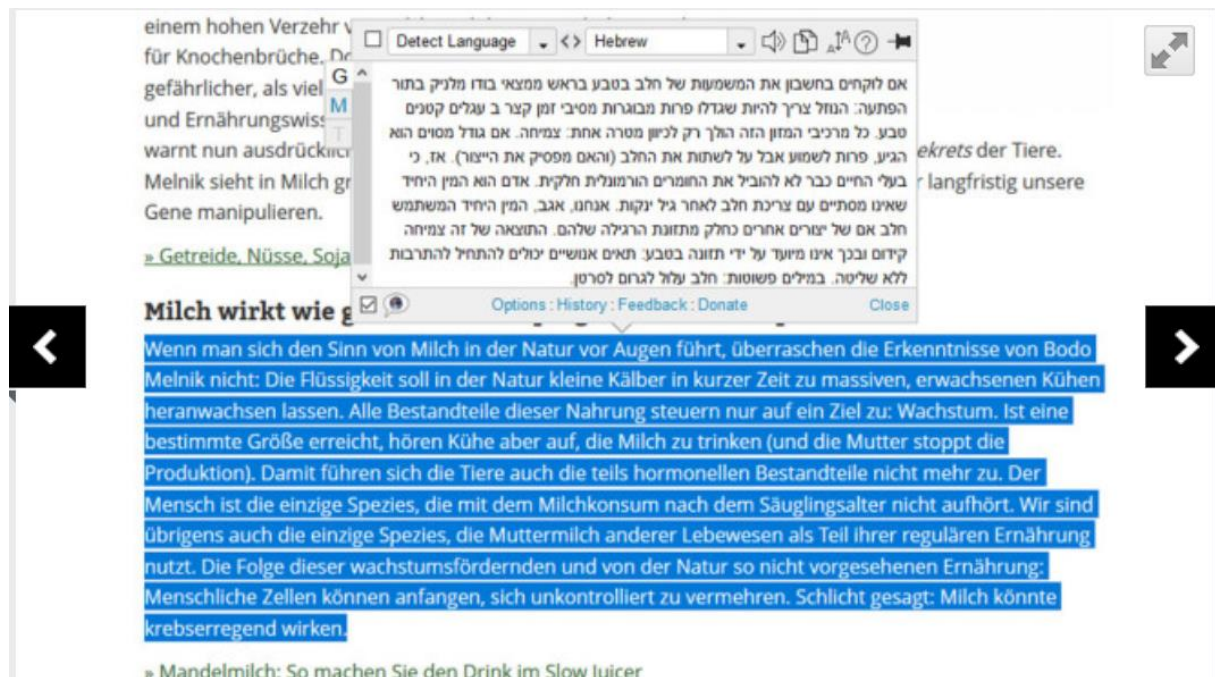 einem hohen Verzehr
für Knochenbrüche.
gefährlicher, als viel
und Ernährungswiss
warnt nun ausdrücklich
ekrets der Tiere.
Melnik sieht in Milch gr
r langfristig unsere
Gene manipulieren.
» Getreide, Nüsse, Soja
Detect Language <> Hebrew
G
M
T
אם לוקחים בחשבון את המשמעות של חלב בטבע בראש ממצאי בודו מלניק בתור
הפתעה: הנוזל צריך להיות שגדלו פרות מבוגרות מסיבי זמן קצר ב עגלים קטנים
טבע. כל מרכיבי המזון הזה הולך רק לכיוון מטרה אחת: צמיחה. אם גודל מסוים הוא
הגיע, פרות לשמוע אבל על לשתות את החלב (והאם מפסיק את הייצור). אז, כי
בעלי החיים כבר לא להוביל את החומרים הורמונלית חלקית. אדם הוא המין היחיד
שאינו מסתיים עם צריכת חלב לאחר גיל ינקות. אנחנו, אגב, המין היחיד המשתמש
חלב אם של יצורים אחרים כחלק מתזונת הרגילה שלהם. התוצאה של זה צמיחה
קידום ובכך אינו מיועד על ידי תזונה בטבע: תאים אנושיים יכולים להתחיל להתרבות
ללא שליטה. במילים פשוטות: חלב עלול לגרום לסרטן.
Options : History : Feedback : Donate Close
Milch wirkt wie g
Wenn man sich den Sinn von Milch in der Natur vor Augen führt, überraschen die Erkenntnisse von Bodo
Melnik nicht: Die Flüssigkeit soll in der Natur kleine Kälber in kurzer Zeit zu massiven, erwachsenen Kühen
heranwachsen lassen. Alle Bestandteile dieser Nahrung steuern nur auf ein Ziel zu: Wachstum. Ist eine
bestimmte Größe erreicht, hören Kühe aber auf, die Milch zu trinken (und die Mutter stoppt die
Produktion). Damit führen sich die Tiere auch die teils hormonellen Bestandteile nicht mehr zu. Der
Mensch ist die einzige Spezies, die mit dem Milchkonsum nach dem Säuglingsalter nicht aufhört. Wir sind
übrigens auch die einzige Spezies, die Muttermilch anderer Lebewesen als Teil ihrer regulären Ernährung
nutzt. Die Folge dieser wachstumsfördernden und von der Natur so nicht vorgesehenen Ernährung:
Menschliche Zellen können anfangen, sich unkontrolliert zu vermehren. Schlicht gesagt: Milch könnte
krebserregend wirken.
» Mandelmilch: So machen Sie den Drink im Slow Juicer